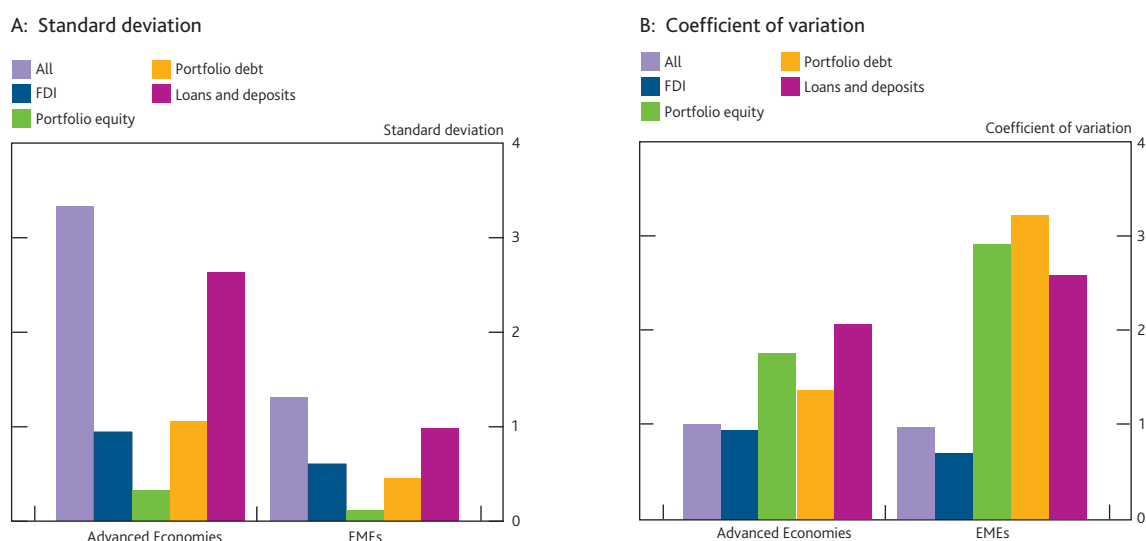 A: Standard deviation
All
Portfolio debt
FDI
Loans and deposits
Portfolio equity
Standard deviation
4
3
2
1
0
Advanced Economies
EMEs
B: Coefficient of variation
All
Portfolio debt
FDI
Loans and deposits
Portfolio equity
Coefficient of variation
4
3
2
1
0
Advanced Economies
EMEs